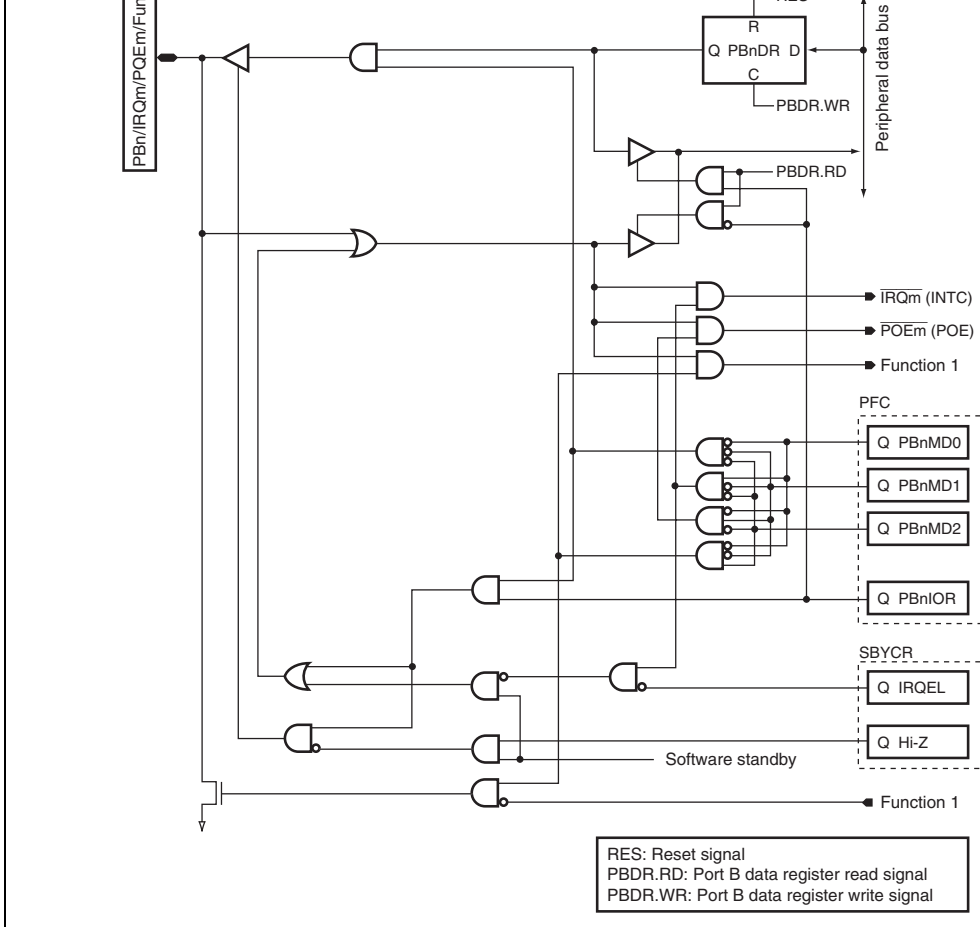 PBn/IRQm/PQEm/Fun
R
Q PBnDR D
C
PBDR.WR
Peripheral data bus
PBDR.RD
IRQm (INTC)
POEm (POE)
Function 1
PFC
Q PBnMD0
Q PBnMD1
Q PBnMD2
Q PBnIOR
SBYCR
Q IRQEL
Q Hi-Z
Software standby
Function 1
RES: Reset signal
PBDR.RD: Port B data register read signal
PBDR.WR: Port B data register write signal